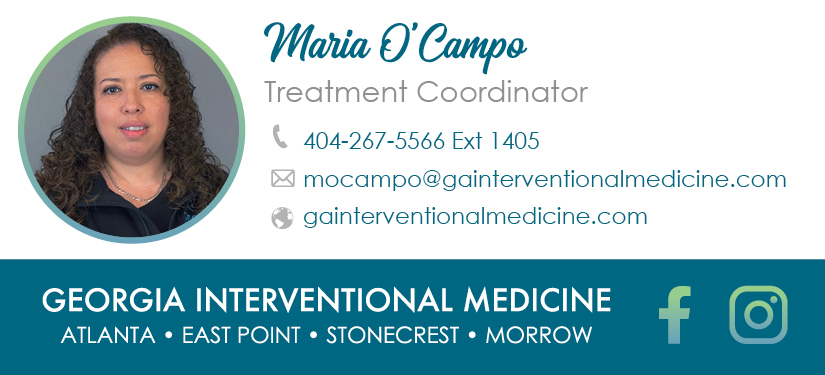 Maria O'Campo
Treatment Coordinator
404-267-5566 Ext 1405
mocampo@gainterventionalmedicine.com
gainterventionalmedicine.com
GEORGIA INTERVENTIONAL MEDICINE
ATLANTA • EAST POINT • STONECREST • MORROW